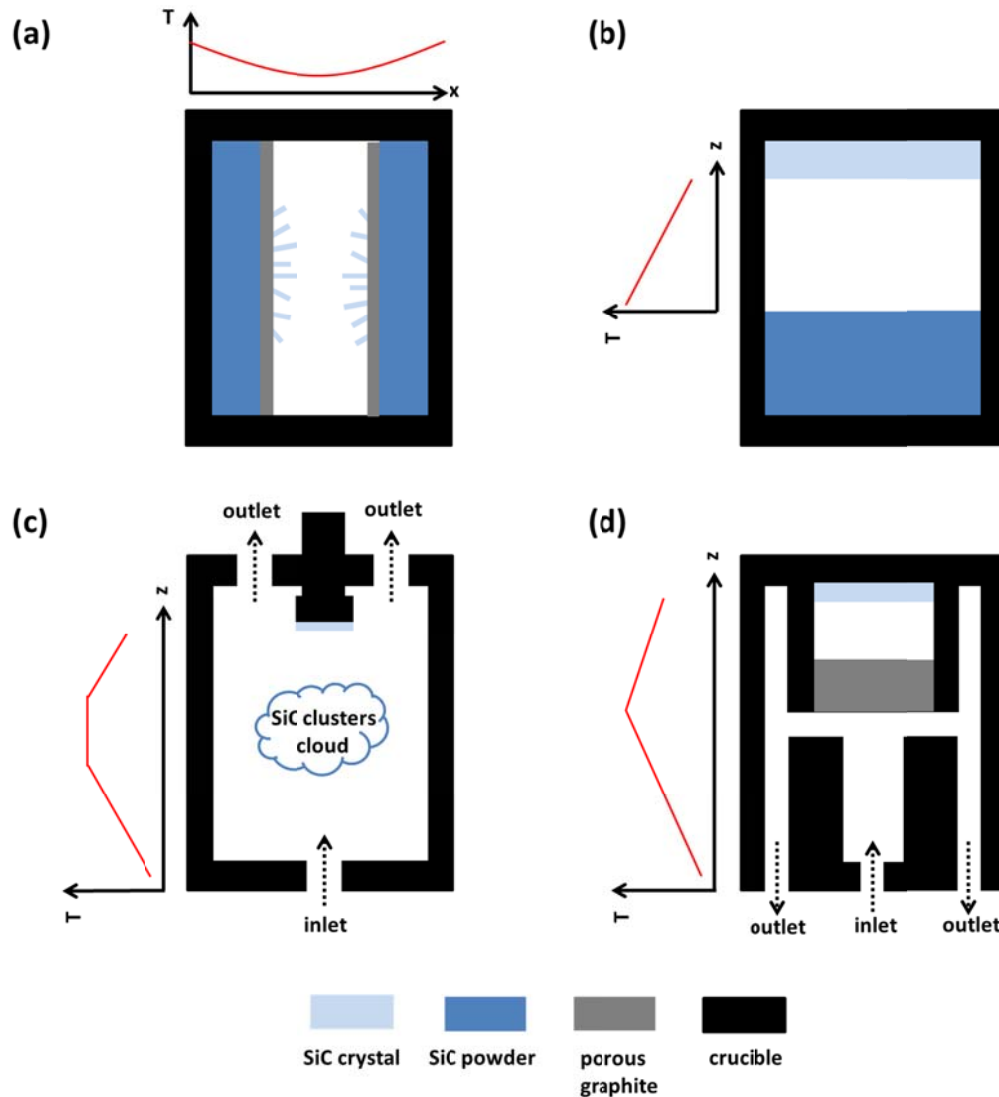 (a)
T
x
(b)
z
T
(c)
outlet
outlet
z
SiC clusters
cloud
T
inlet
(d)
z
T
outlet
inlet
outlet
SiC crystal
SiC powder
porous
graphite
crucible